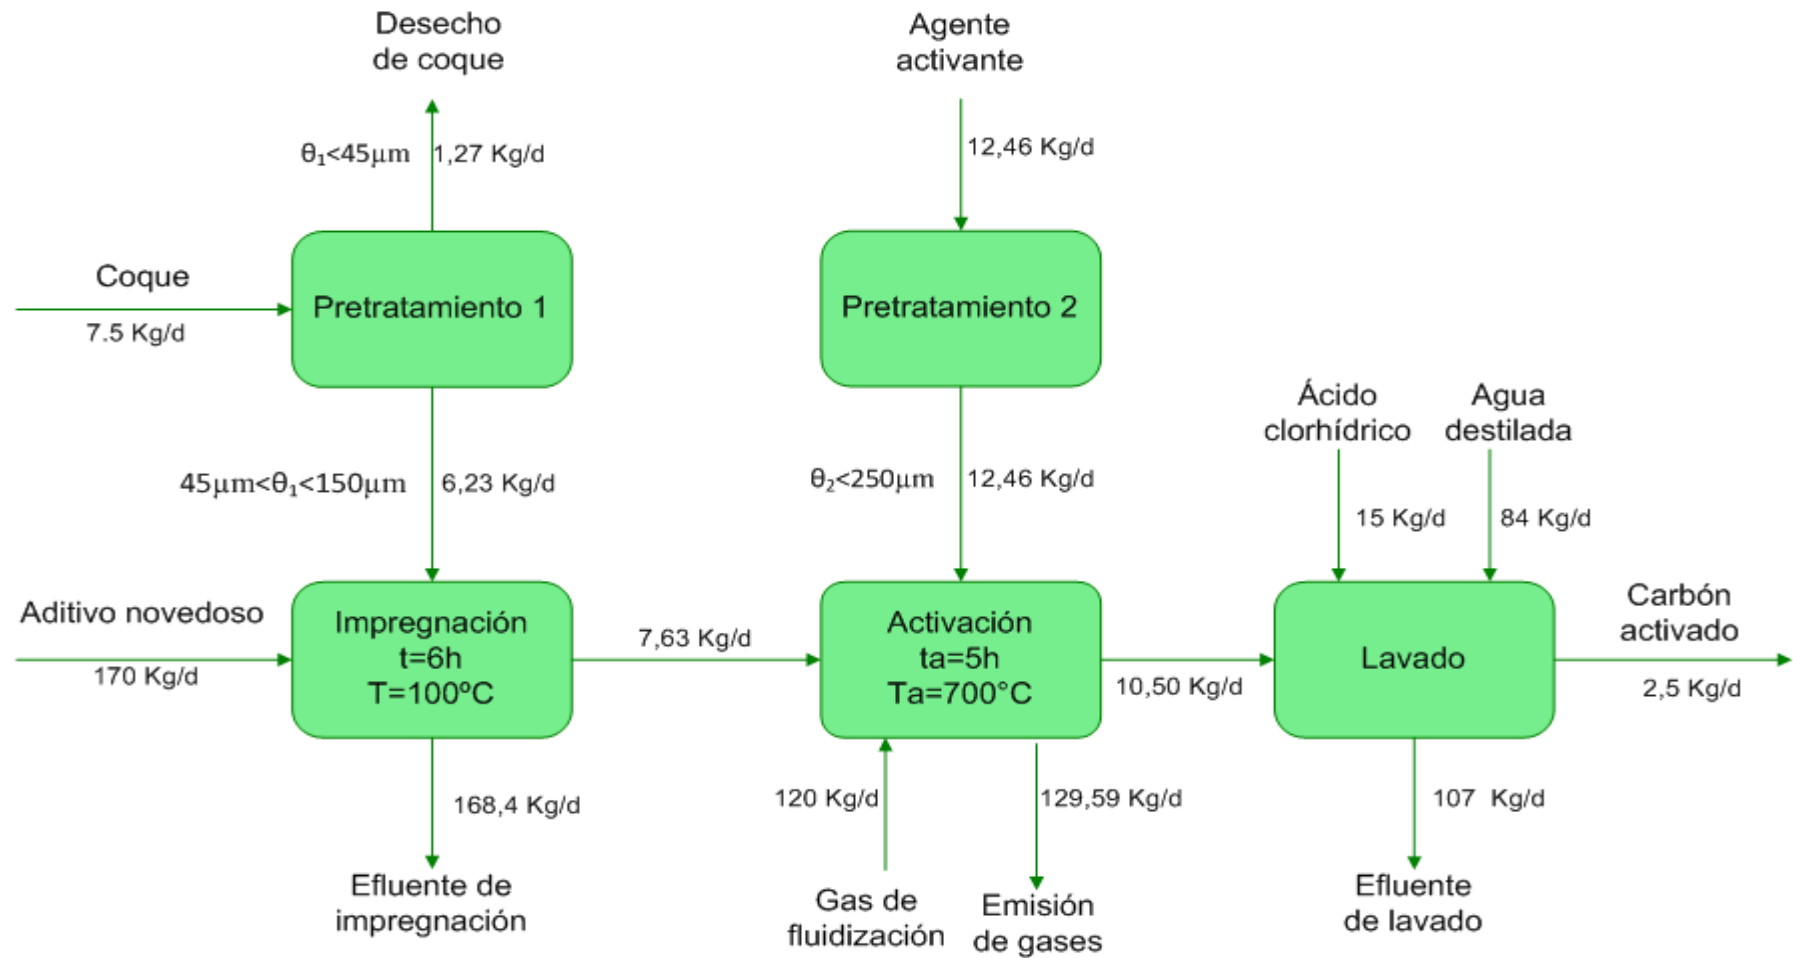 Desecho
de coque
Agente
activante
θ₁<45μm
1,27 Kg/d
12,46 Kg/d
Coque
7.5 Kg/d
Pretratamiento 1
Pretratamiento 2
45μm<θ₁<150μm
6,23 Kg/d
θ₂<250μm
12,46 Kg/d
Ácido
clorhídrico
Agua
destilada
15 Kg/d
84 Kg/d
Aditivo novedoso
170 Kg/d
Impregnación
t=6h
T=100ºC
7,63 Kg/d
Activación
ta=5h
Ta=700°C
10,50 Kg/d
Lavado
Carbón
activado
2,5 Kg/d
168,4 Kg/d
120 Kg/d
129,59 Kg/d
107 Kg/d
Efluente de
impregnación
Gas de
fluidización
Emisión
de gases
Efluente
de lavado